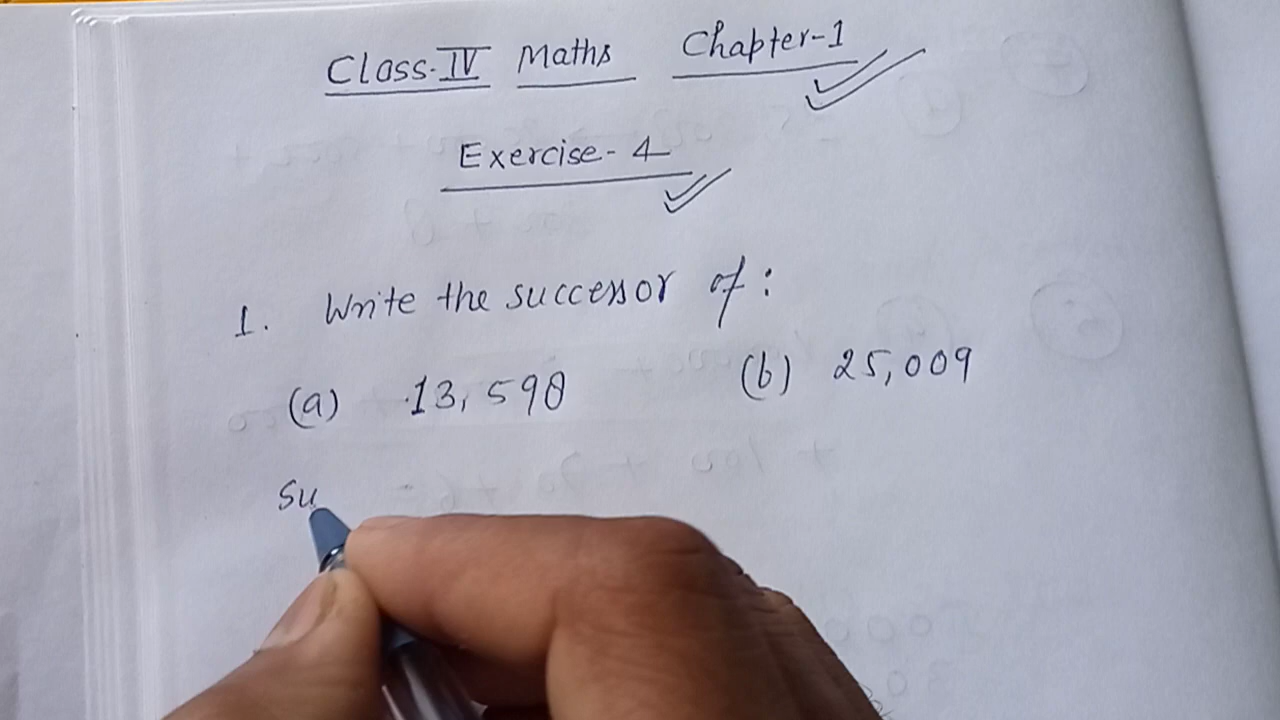 Class-IV Maths Chapter-1
Exercise-4
1. Write the successor of :
(a) 13,598 (b) 25,009
Su